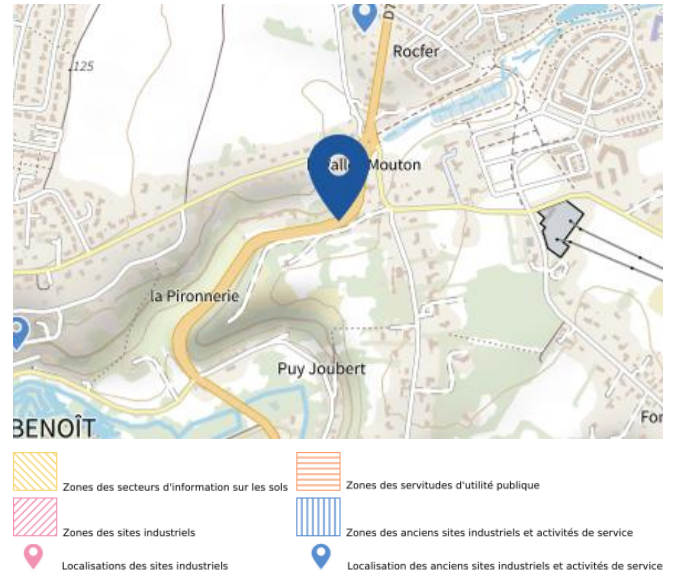 D7
Rocfer
125
Mouton
la Pironnerie
Puy Joubert
BENOÎT
For
Zones des secteurs d'information sur les sols
Zones des servitudes d'utilité publique
Zones des sites industriels
Zones des anciens sites industriels et activités de service
Localisations des sites industriels
Localisation des anciens sites industriels et activités de service